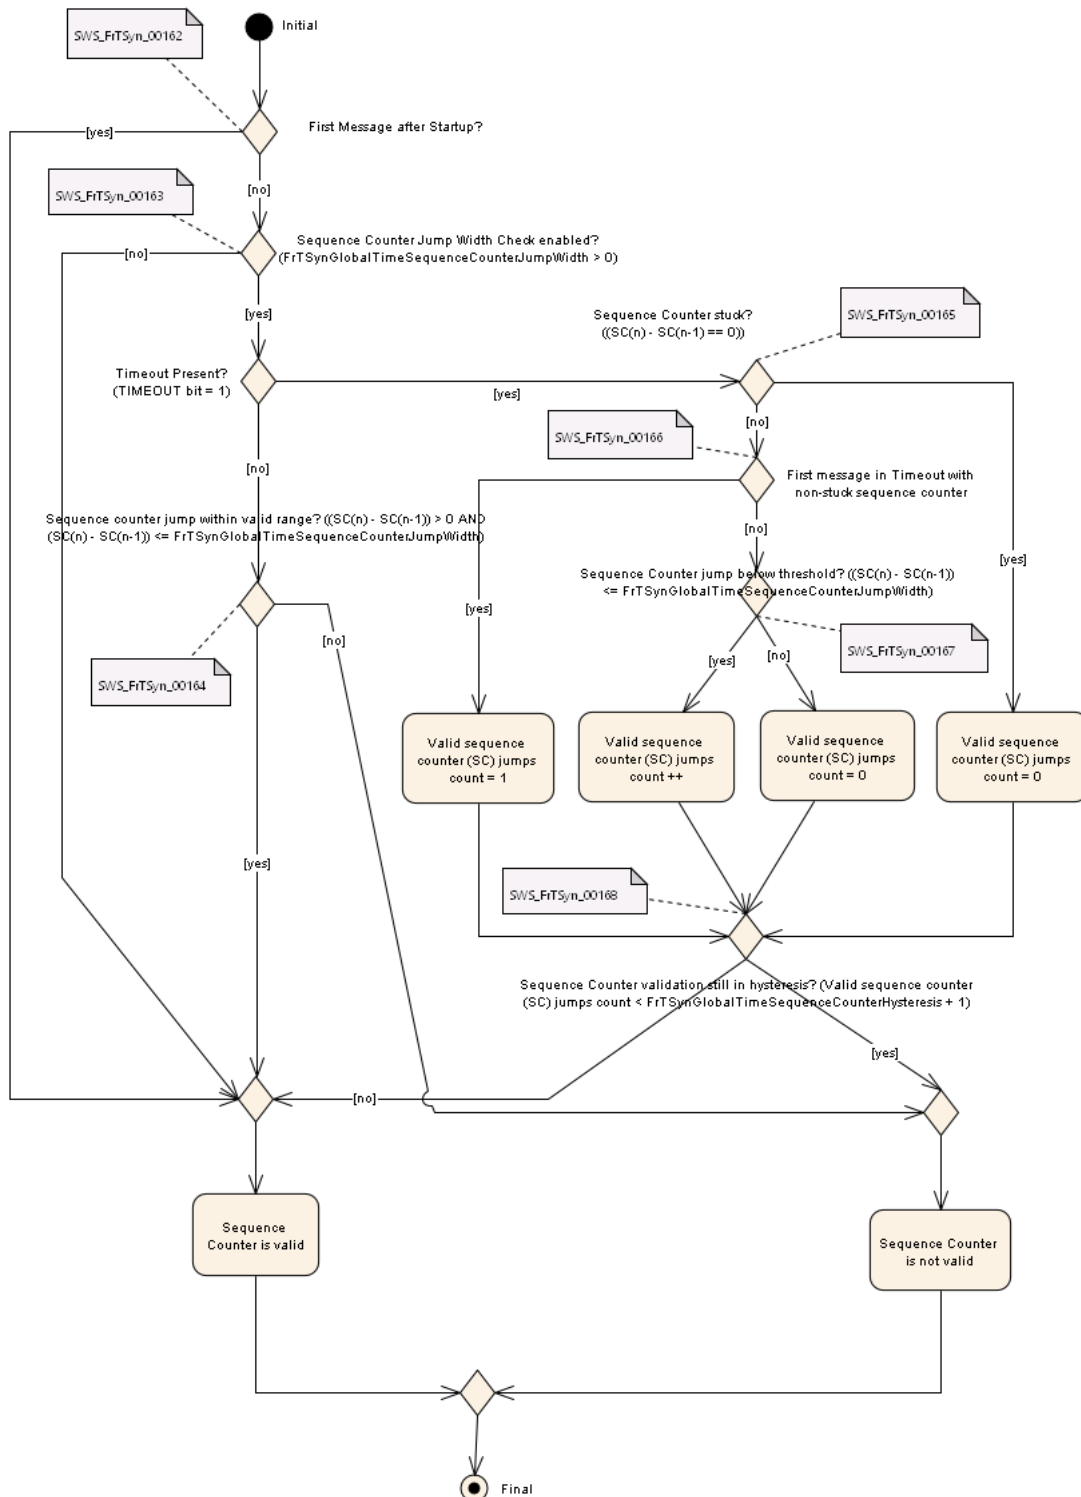 SWS_FrTSyn_00162
Initial
[yes]
First Message after Startup?
[no]
SWS_FrTSyn_00163
Sequence Counter Jump Width Check enabled?
(FrTSynGlobalTimeSequenceCounterJumpWidth > 0)
[no]
[yes]
Sequence Counter stuck?
((SC(n) - SC(n-1) == 0))
SWS_FrTSyn_00165
Timeout Present?
(TIMEOUT bit = 1)
[yes]
[no]
SWS_FrTSyn_00166
[no]
First message in Timeout with
non-stuck sequence counter
Sequence counter jump within valid range? ((SC(n) - SC(n-1)) > 0 AND
(SC(n) - SC(n-1)) <= FrTSynGlobalTimeSequenceCounterJumpWidth)
[no]
[yes]
Sequence Counter jump below threshold? ((SC(n) - SC(n-1))
<= FrTSynGlobalTimeSequenceCounterJumpWidth)
[yes]
[no]
SWS_FrTSyn_00167
[yes]
[no]
SWS_FrTSyn_00164
Valid sequence
counter (SC) jumps
count = 1
Valid sequence
counter (SC) jumps
count ++
Valid sequence
counter (SC) jumps
count = 0
Valid sequence
counter (SC) jumps
count = 0
[yes]
SWS_FrTSyn_00168
Sequence Counter validation still in hysteresis? (Valid sequence counter
(SC) jumps count < FrTSynGlobalTimeSequenceCounterHysteresis + 1)
[yes]
[no]
Sequence
Counter is valid
Sequence Counter
is not valid
Final